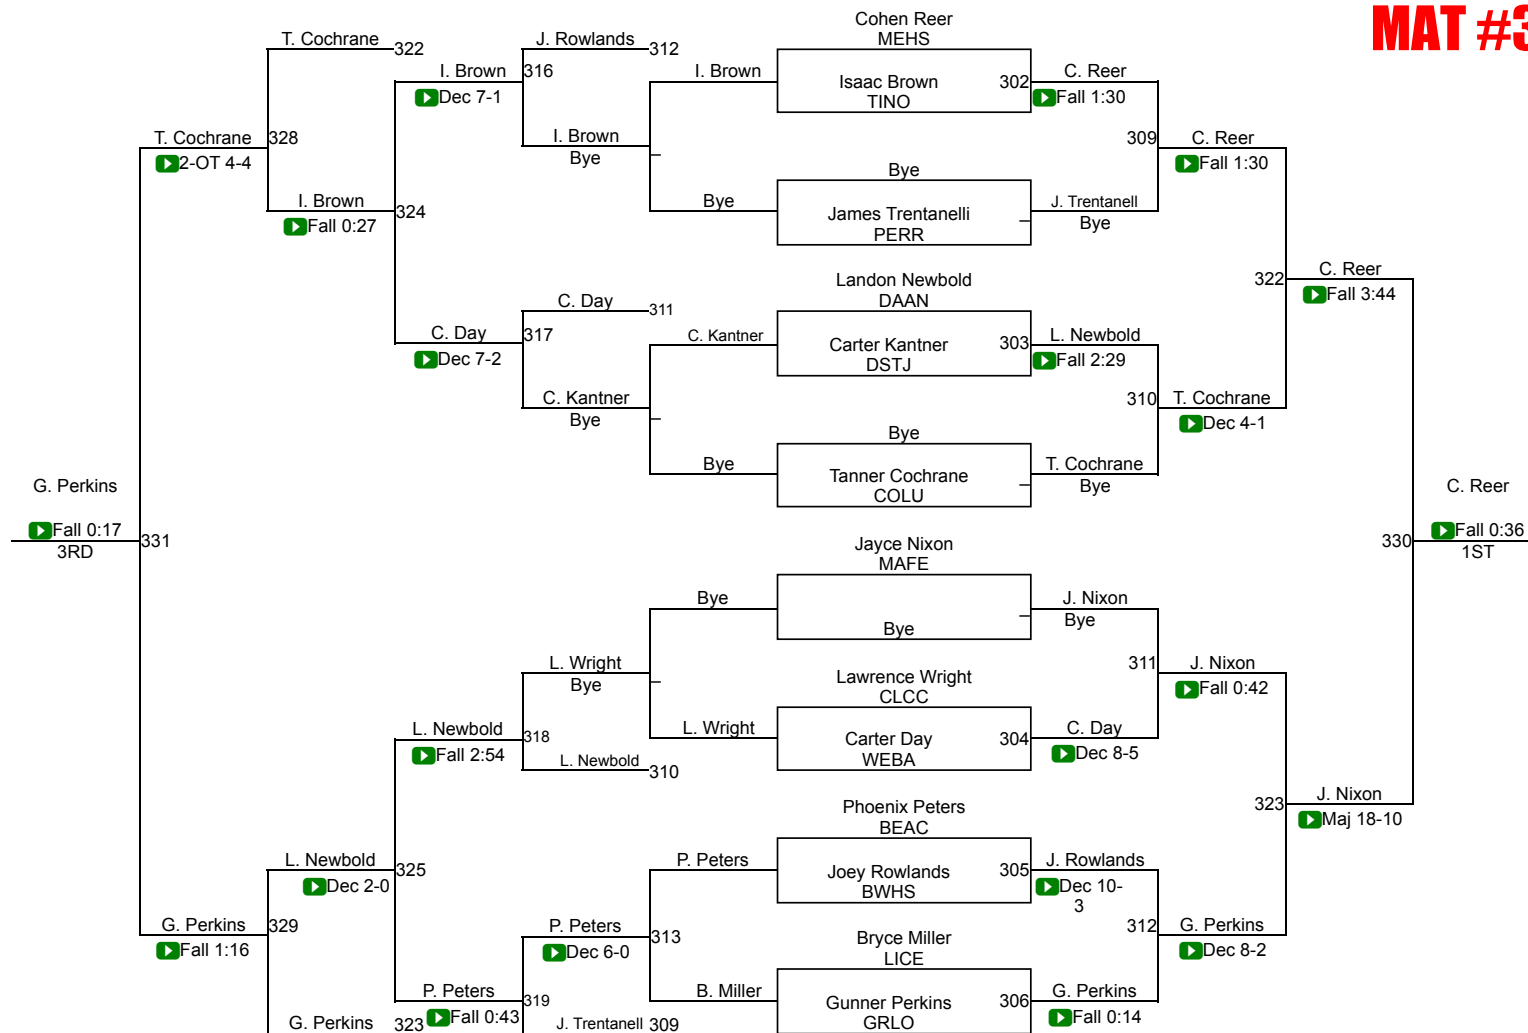 MAT #3
Cohen Reer
MEHS
T. Cochrane
322
J. Rowlands
312
I. Brown
316
I. Brown
Isaac Brown
302
C. Reer
Dec 7-1
TINO
Fall 1:30
T. Cochrane
328
I. Brown
309
C. Reer
2-OT 4-4
Bye
Fall 1:30
Bye
I. Brown
324
Bye
James Trentanelli
J. Trentanell
Fall 0:27
PERR
Bye
Landon Newbold
322
C. Reer
DAAN
Fall 3:44
C. Day
311
C. Day
317
C. Kantner
Carter Kantner
303
L. Newbold
Dec 7-2
DSTJ
Fall 2:29
C. Kantner
310
T. Cochrane
Bye
Dec 4-1
Bye
Bye
Tanner Cochrane
T. Cochrane
COLU
Bye
G. Perkins
C. Reer
Fall 0:17
331
330
Fall 0:36
3RD
1ST
Jayce Nixon
MAFE
Bye
J. Nixon
Bye
Bye
L. Wright
311
J. Nixon
Bye
Lawrence Wright
Fall 0:42
CLCC
L. Newbold
318
L. Wright
Carter Day
304
C. Day
Fall 2:54
WEBA
Dec 8-5
L. Newbold
310
Phoenix Peters
323
J. Nixon
BEAC
Maj 18-10
L. Newbold
325
P. Peters
Joey Rowlands
305
J. Rowlands
Dec 2-0
BWHS
Dec 10-
3
G. Perkins
329
P. Peters
313
312
G. Perkins
Fall 1:16
Dec 6-0
Bryce Miller
Dec 8-2
LICE
P. Peters
319
B. Miller
Gunner Perkins
306
G. Perkins
G. Perkins
323
Fall 0:43
J. Trentanell
309
GRLO
Fall 0:14